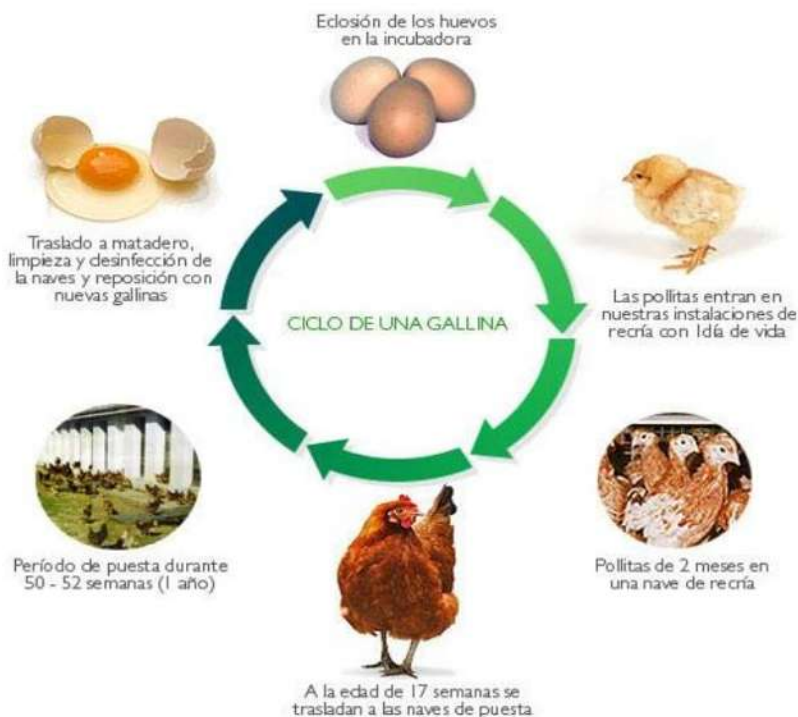 Eclosión de los huevos
en la incubadora
Las pollitas entran en
nuestras instalaciones de
recría con 1día de vida
Pollitas de 2 meses en
una nave de recría
A la edad de 17 semanas se
trasladan a las naves de puesta
Período de puesta durante
50 - 52 semanas (1 año)
Traslado a matadero,
limpieza y desinfección de
la naves y reposición con
nuevas gallinas
CICLO DE UNA GALLINA